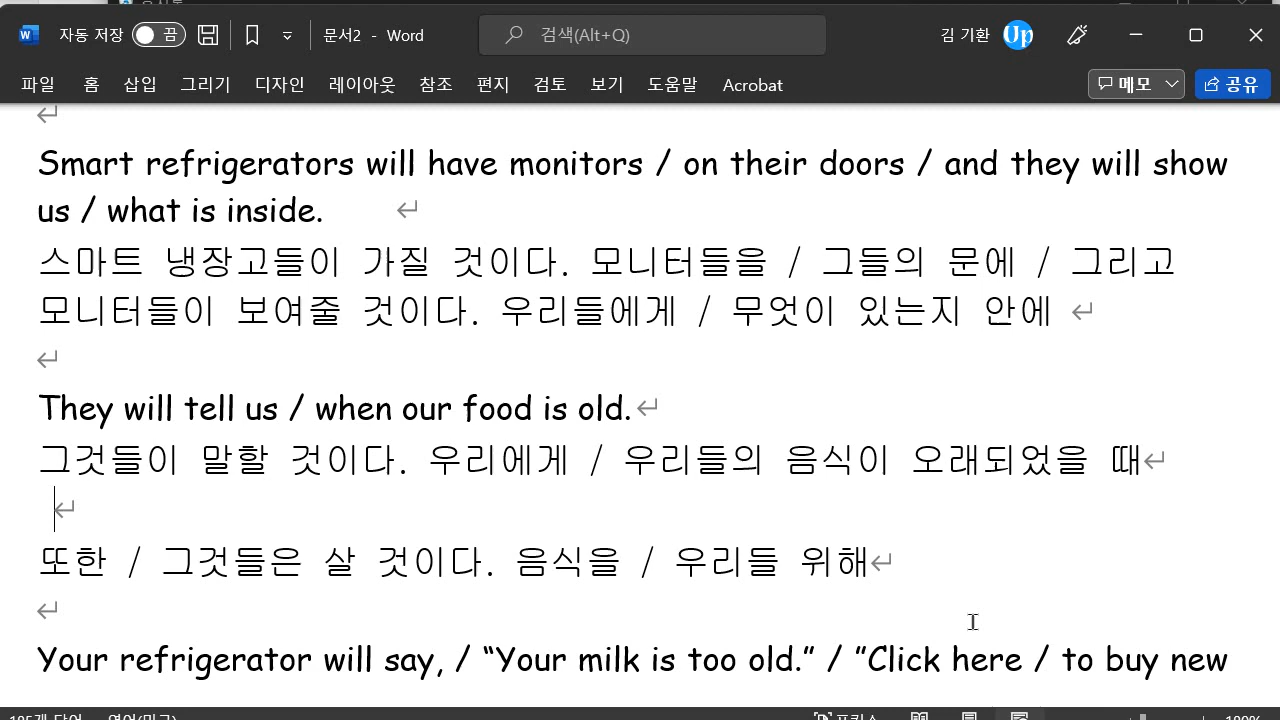 자동 저장 끔 문서2 - Word 검색(Alt+Q) 김 기환 Up
파일 홈 삽입 그리기 디자인 레이아웃 참조 편지 검토 보기 도움말 Acrobat 메모 공유
Smart refrigerators will have monitors / on their doors / and they will show
us / what is inside.
스마트 냉장고들이 가질 것이다. 모니터들을 / 그들의 문에 / 그리고
모니터들이 보여줄 것이다. 우리들에게 / 무엇이 있는지 안에
They will tell us / when our food is old.
그것들이 말할 것이다. 우리에게 / 우리들의 음식이 오래되었을 때
또한 / 그것들은 살 것이다. 음식을 / 우리들 위해
Your refrigerator will say, / “Your milk is too old.” / ”Click here / to buy new